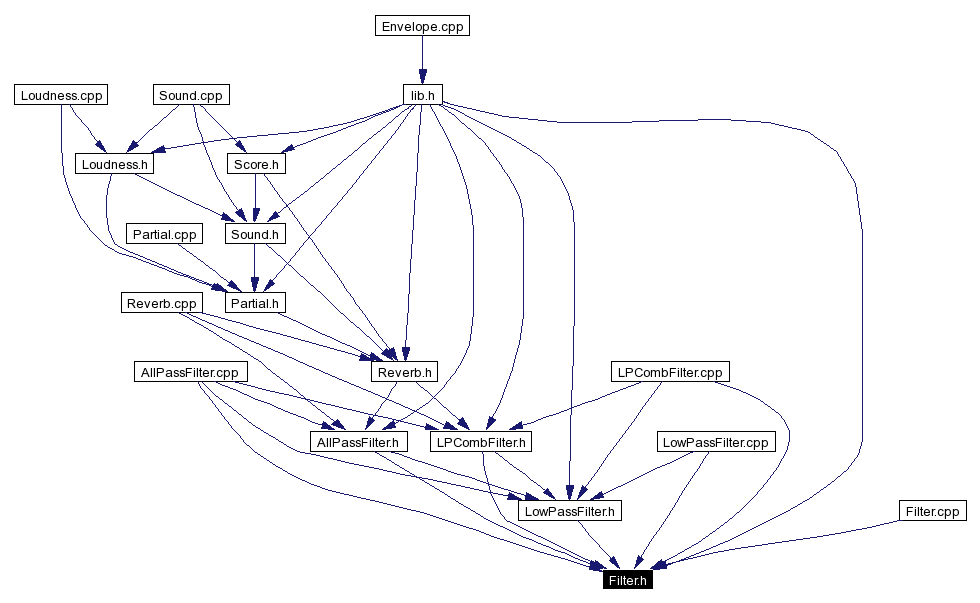 Envelope.cpp
Loudness.cpp
Sound.cpp
lib.h
Loudness.h
Score.h
Partial.cpp
Sound.h
Reverb.cpp
Partial.h
AllPassFilter.cpp
Reverb.h
LPCombFilter.cpp
AllPassFilter.h
LPCombFilter.h
LowPassFilter.cpp
LowPassFilter.h
Filter.cpp
Filter.h